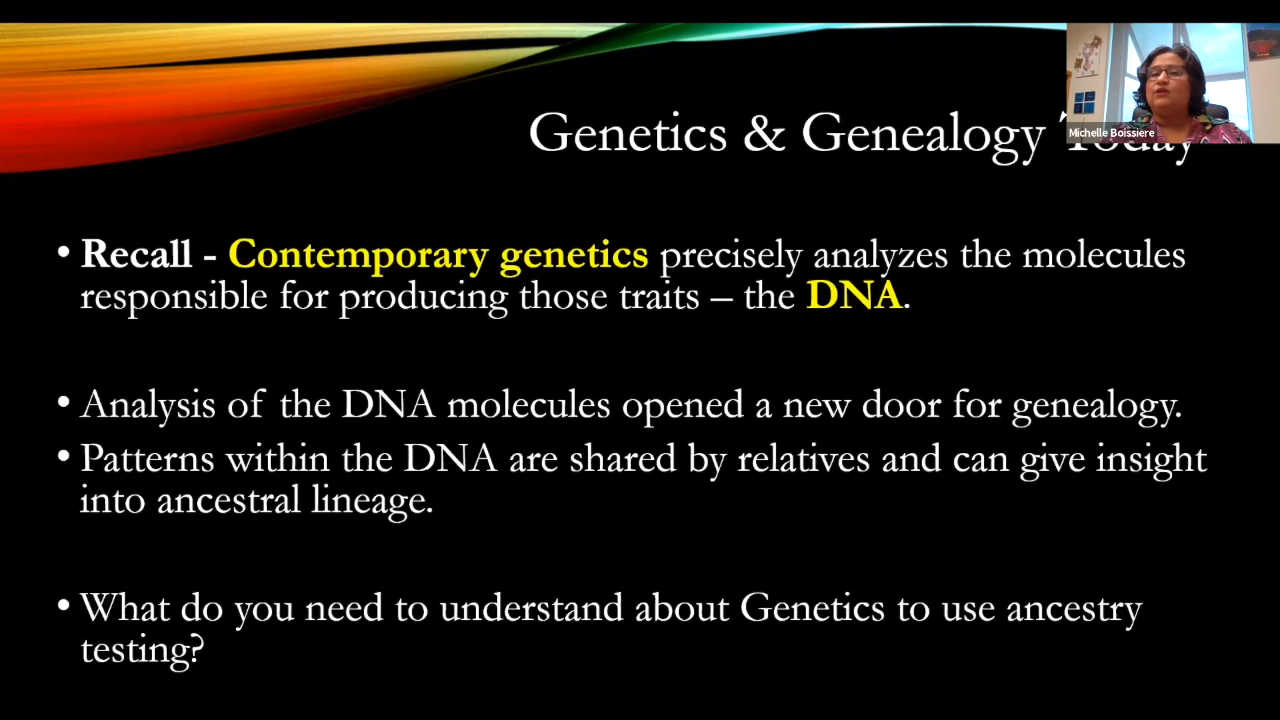 Genetics & Genealogy Today
Michelle Boissiere
• Recall - Contemporary genetics precisely analyzes the molecules
responsible for producing those traits – the DNA.
• Analysis of the DNA molecules opened a new door for genealogy.
• Patterns within the DNA are shared by relatives and can give insight
into ancestral lineage.
• What do you need to understand about Genetics to use ancestry
testing?